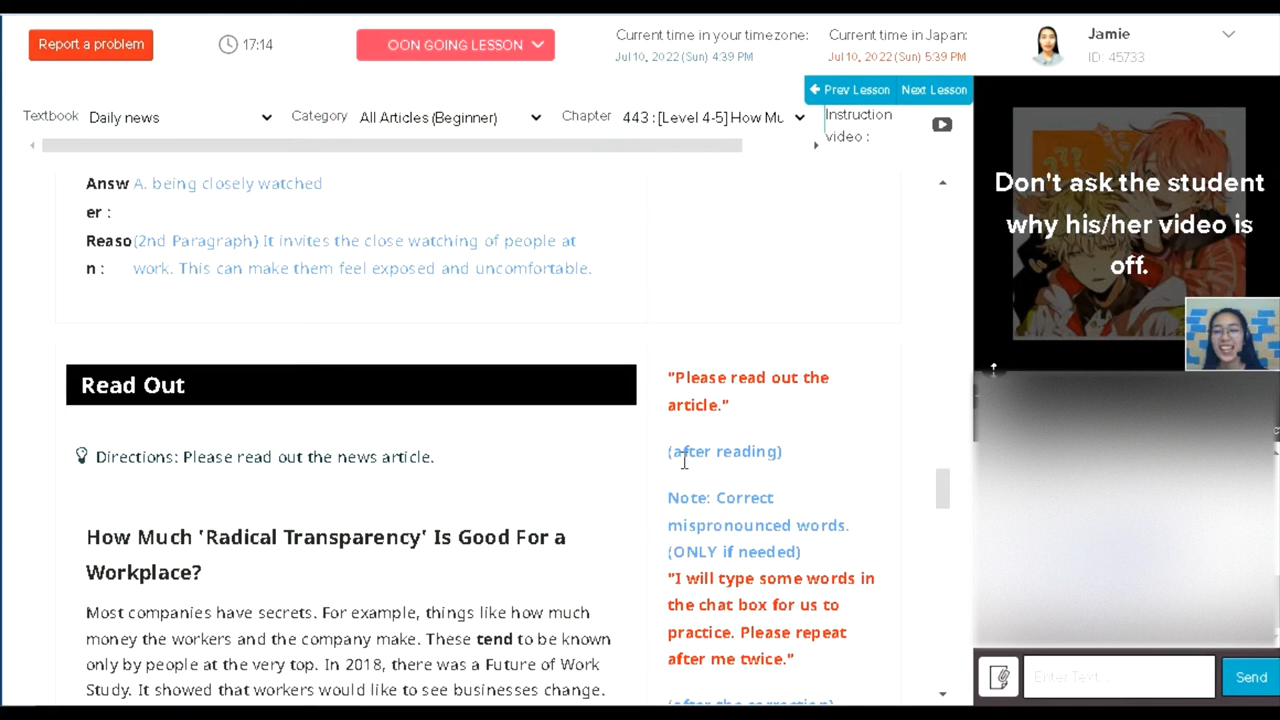 Report a problem
17:14
OON GOING LESSON
Current time in your timezone:
Jul 10, 2022 (Sun) 4:39 PM
Current time in Japan:
Jul 10, 2022 (Sun) 5:39 PM
Jamie
ID: 45733
Prev Lesson Next Lesson
Textbook Daily news
Category All Articles (Beginner)
Chapter 443 : [Level 4-5] How Mu
Instruction
video :
Answ A. being closely watched
er :
Reaso (2nd Paragraph) It invites the close watching of people at
n : work. This can make them feel exposed and uncomfortable.
Read Out
Directions: Please read out the news article.
How Much 'Radical Transparency' Is Good For a
Workplace?
Most companies have secrets. For example, things like how much
money the workers and the company make. These tend to be known
only by people at the very top. In 2018, there was a Future of Work
Study. It showed that workers would like to see businesses change.
"Please read out the
article."
(after reading)
Note: Correct
mispronounced words.
(ONLY if needed)
"I will type some words in
the chat box for us to
practice. Please repeat
after me twice."
(after the correction)
Don't ask the student
why his/her video is
off.
Enter Text...
Send